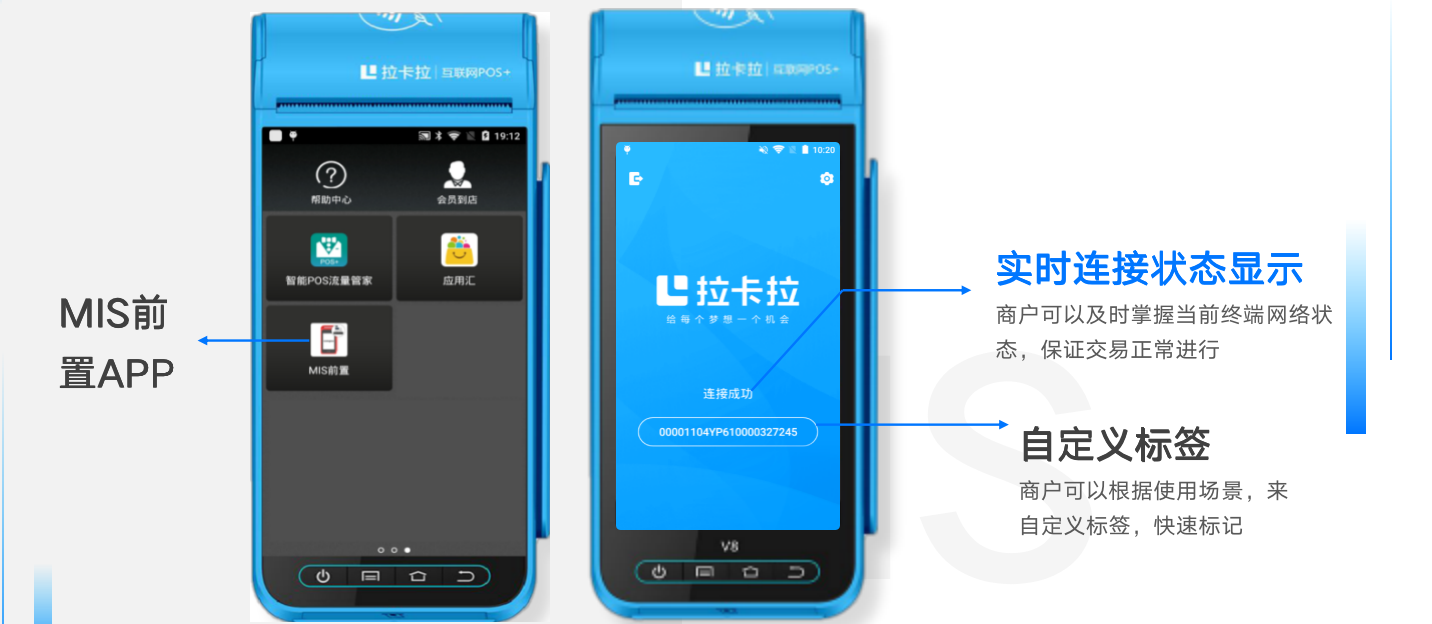 MIS前
置APP
拉卡拉 互联网POS+
19:12
帮助中心
会员到店
POS+
智能POS流量管家
应用汇
MIS前置
拉卡拉 互联网POS+
10:20
拉卡拉
给每个梦想一个机会
连接成功
00001104YP610000327245
V8
实时连接状态显示
商户可以及时掌握当前终端网络状
态，保证交易正常进行
自定义标签
商户可以根据使用场景，来
自定义标签，快速标记
IS